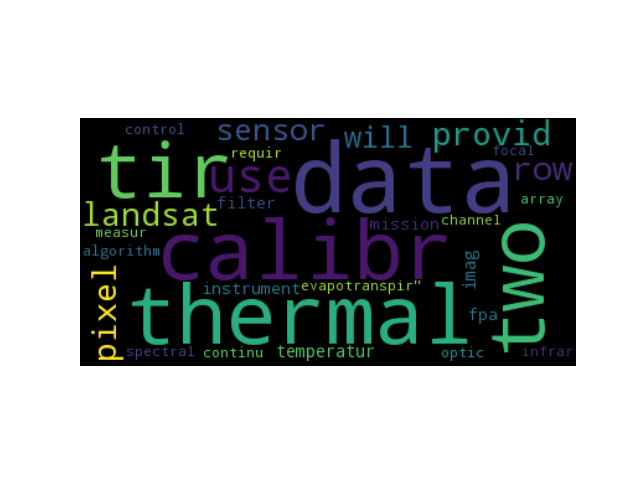 control
sensor
will
provid
tir
requir
data
focal
use
row
landsat
filter
array
measur
calibr
mission
channel
algorithm
two
pixel
thermal
instrument
evapotranspir"
imag
fpa
spectral
continu
temperatur
optic
infrar